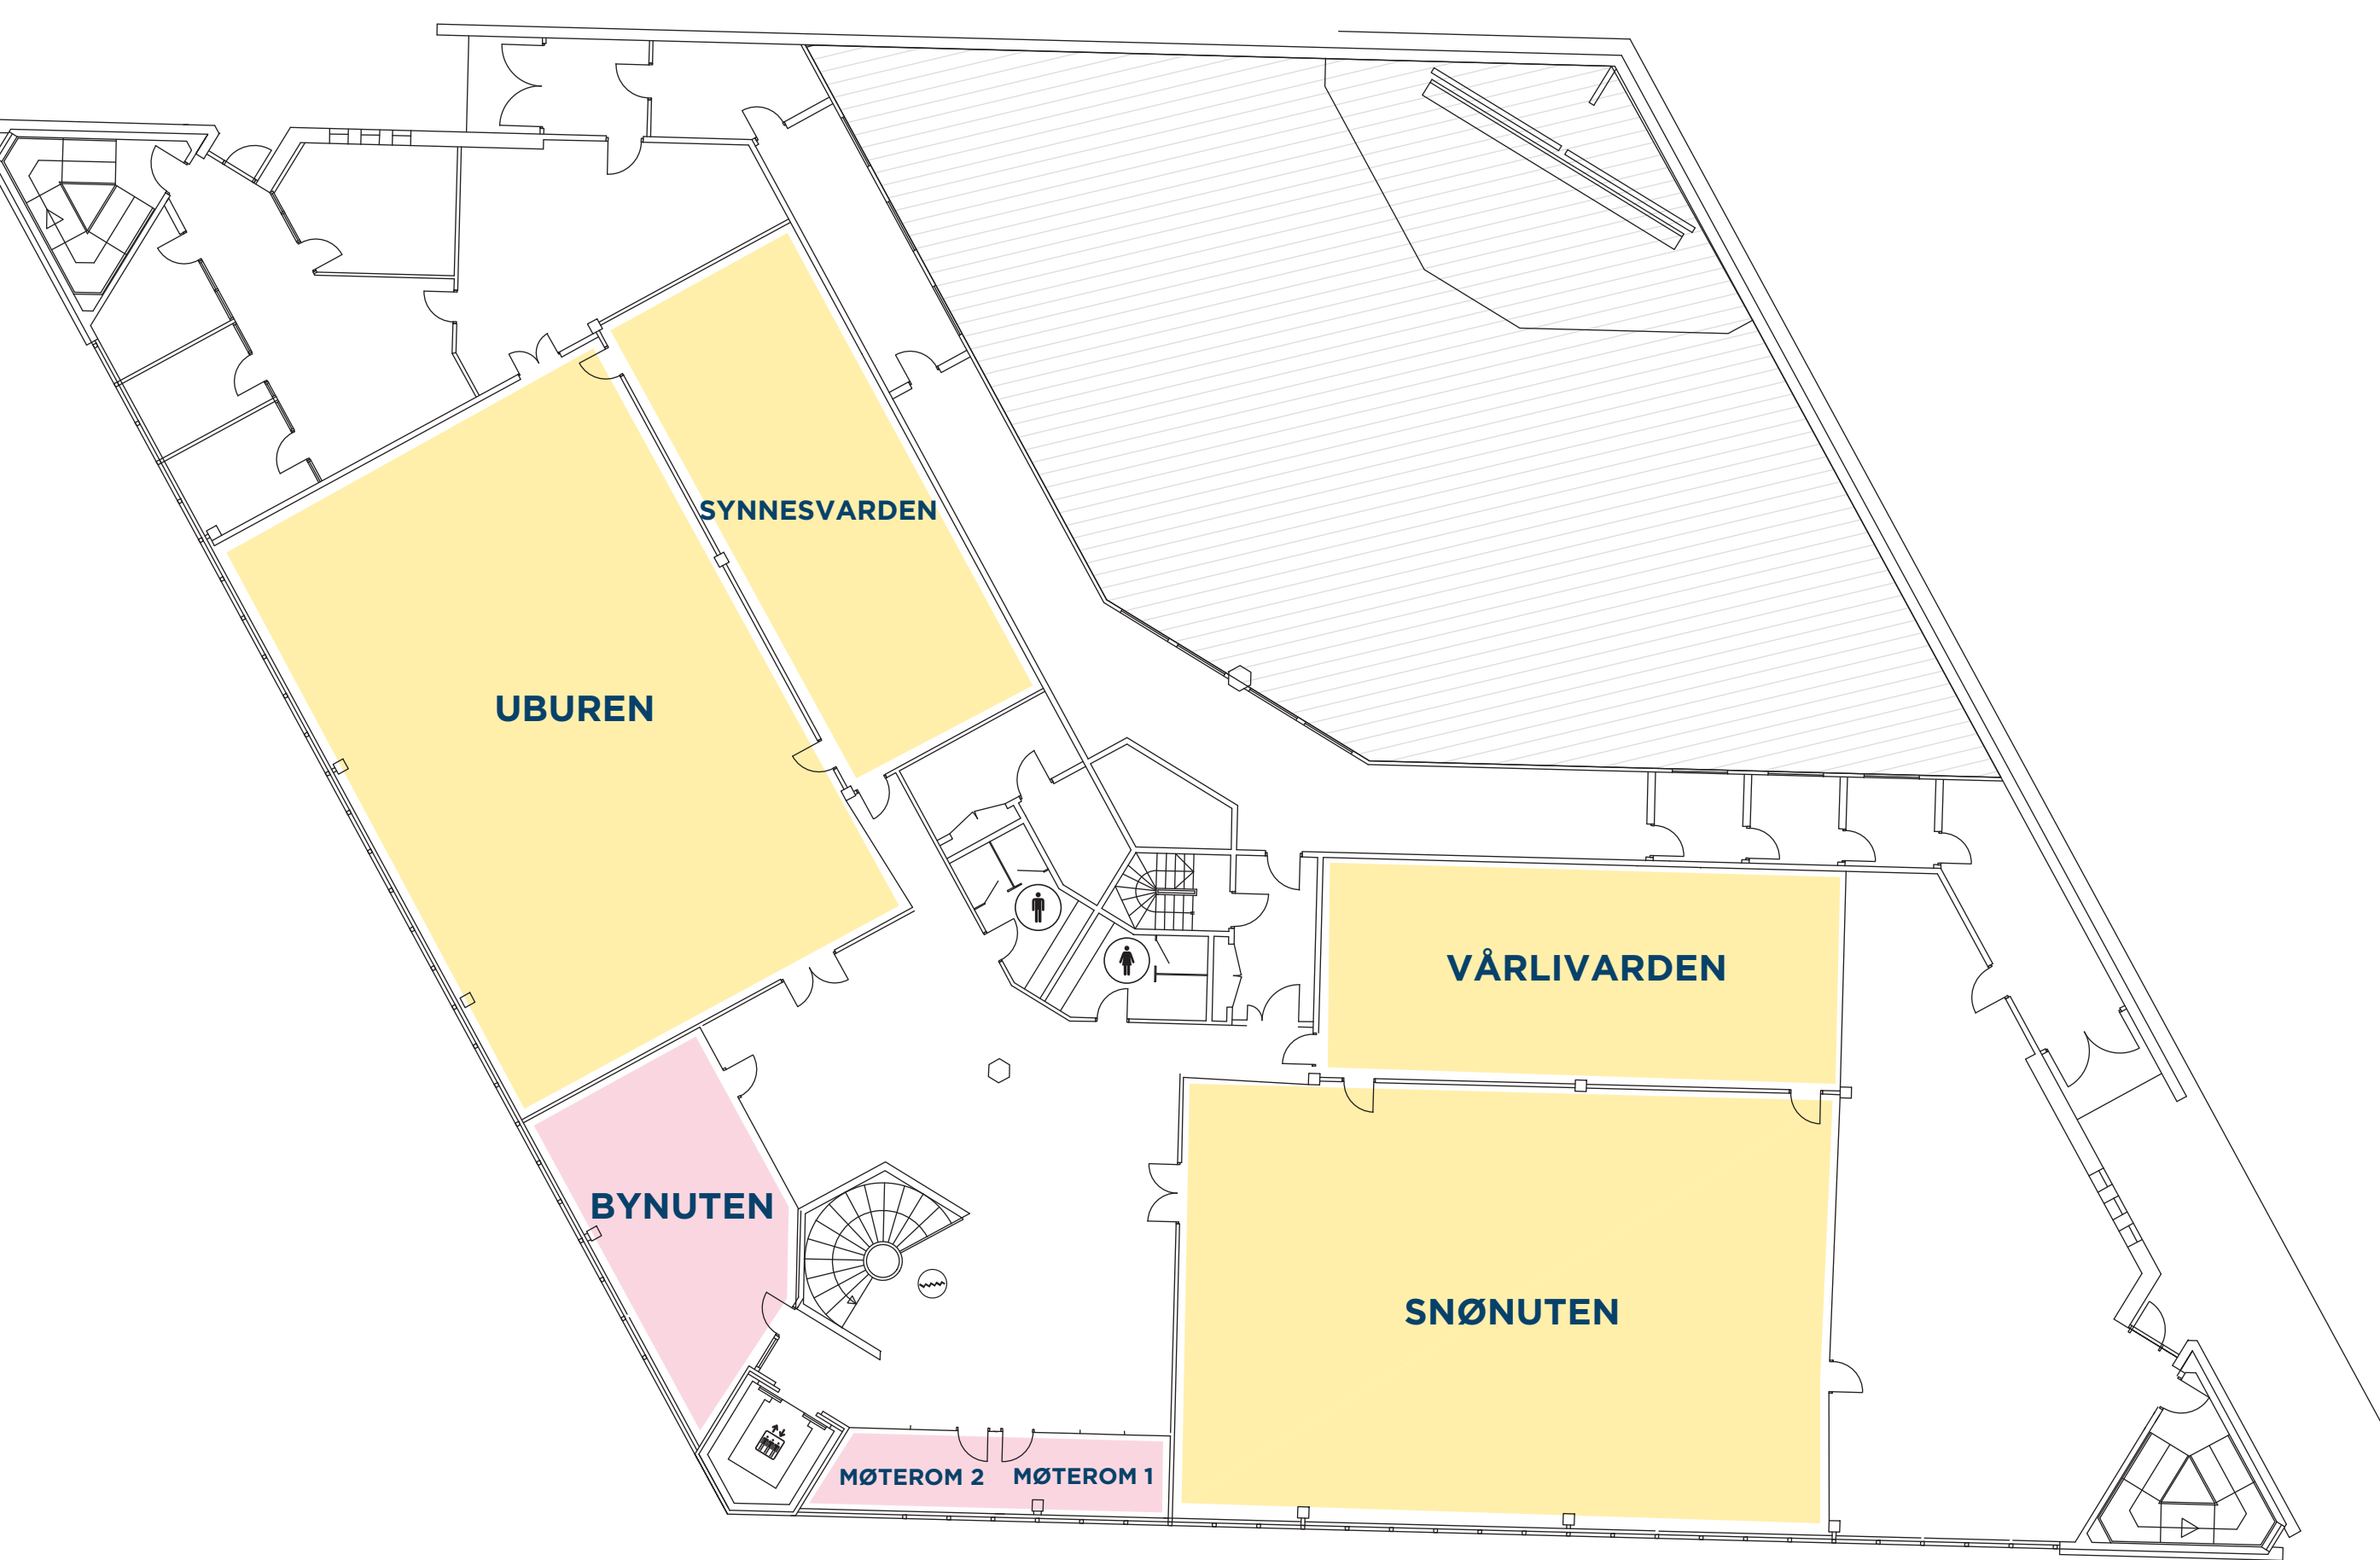 SYNNESVARDEN
UBUREN
VÅRLIVARDEN
BYNUTEN
SNØNUTEN
MØTEROM 2
MØTEROM 1